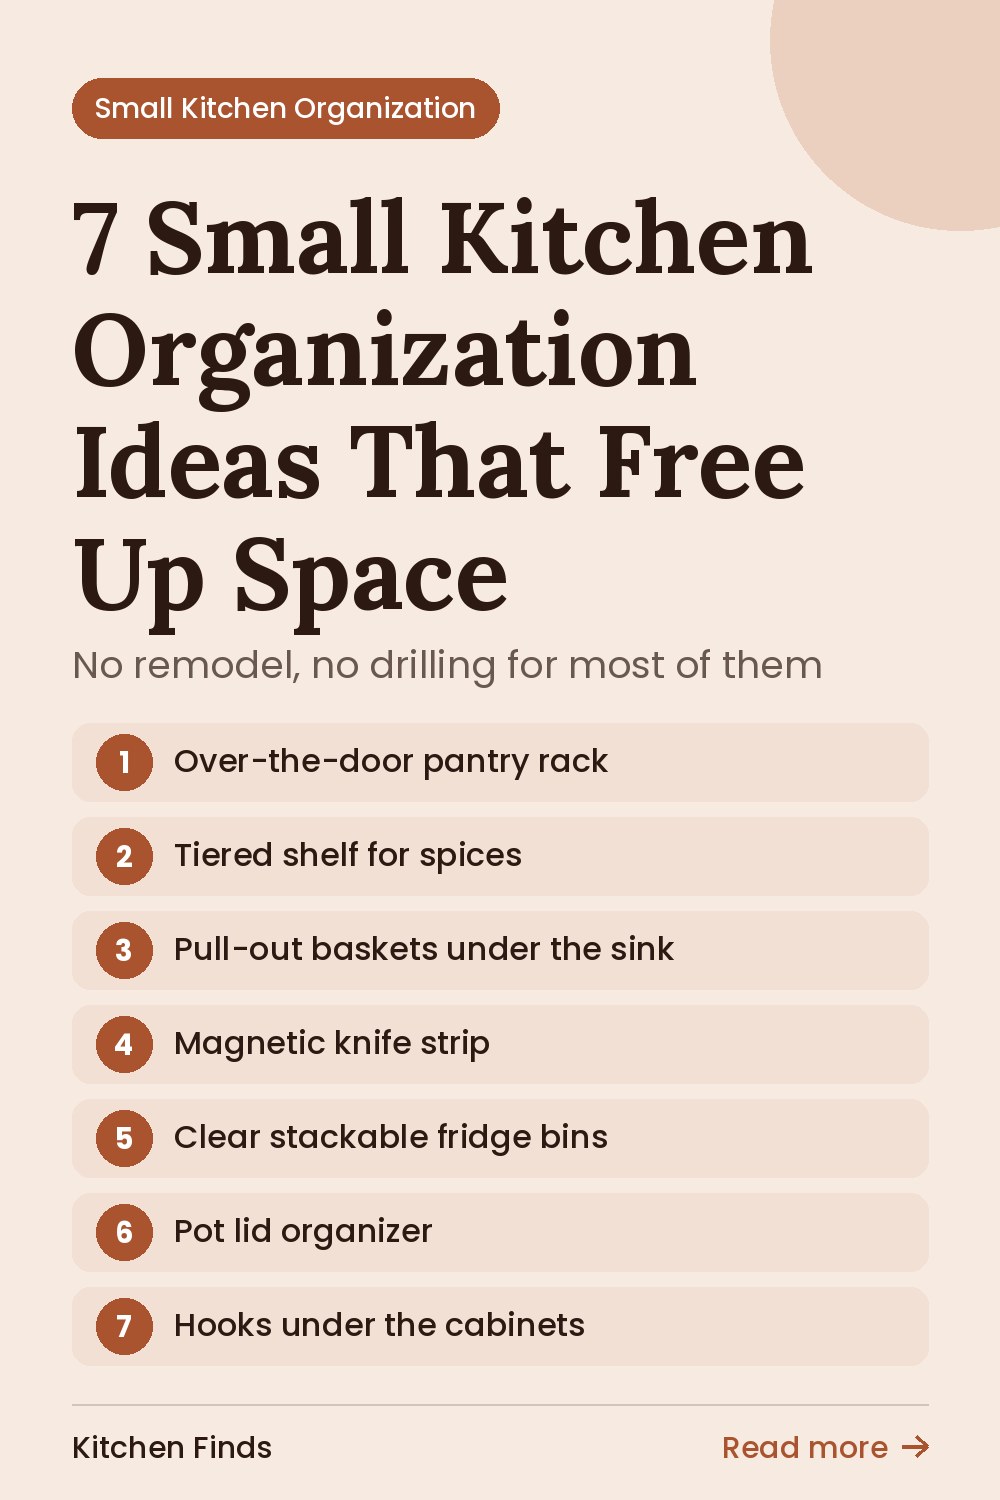 Small Kitchen Organization
7 Small Kitchen
Organization
Ideas That Free
Up Space
No remodel, no drilling for most of them
1 Over-the-door pantry rack
2 Tiered shelf for spices
3 Pull-out baskets under the sink
4 Magnetic knife strip
5 Clear stackable fridge bins
6 Pot lid organizer
7 Hooks under the cabinets
Kitchen Finds
Read more →